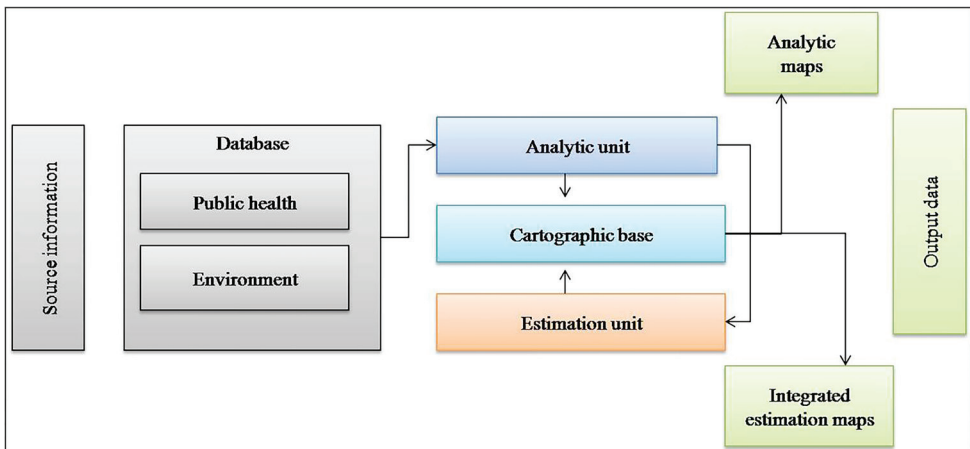 Source information
Database
Public health
Environment
Analytic unit
Cartographic base
Estimation unit
Analytic
maps
Integrated
estimation maps
Output data